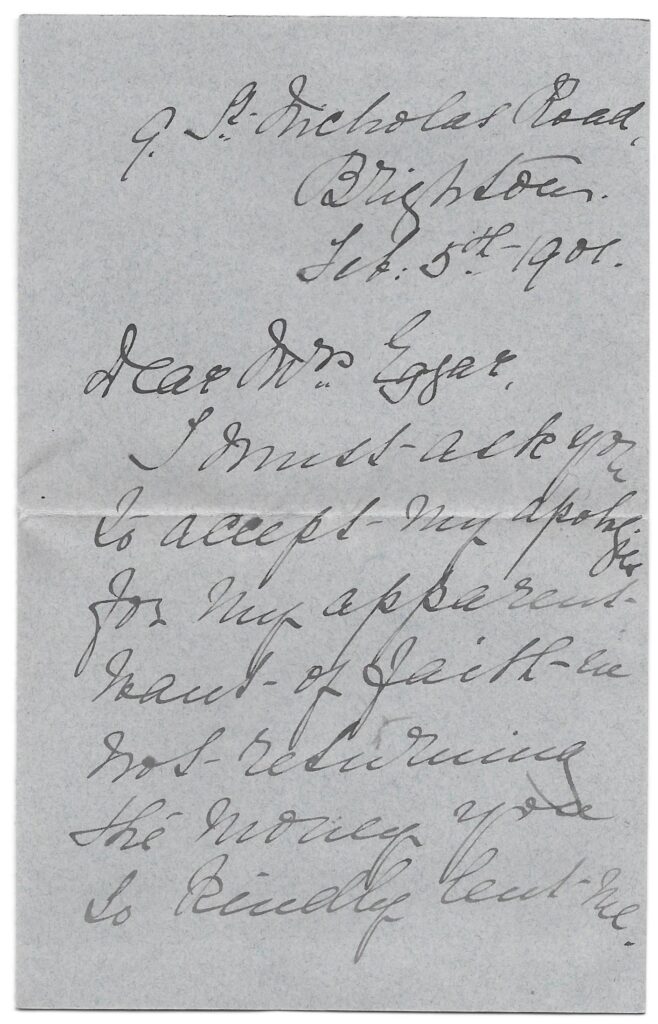 9. St. Nicholas Road,
Brighton.
Feb. 5th 1901.
Dear Mrs Eggar,
I must ask you
to accept my apologies
for my apparent
want of faith in
not returning
the money you
so kindly lent me.